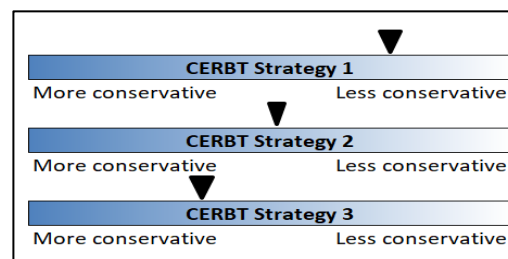 CERBT Strategy 1
More conservative Less conservative
CERBT Strategy 2
More conservative Less conservative
CERBT Strategy 3
More conservative Less conservative